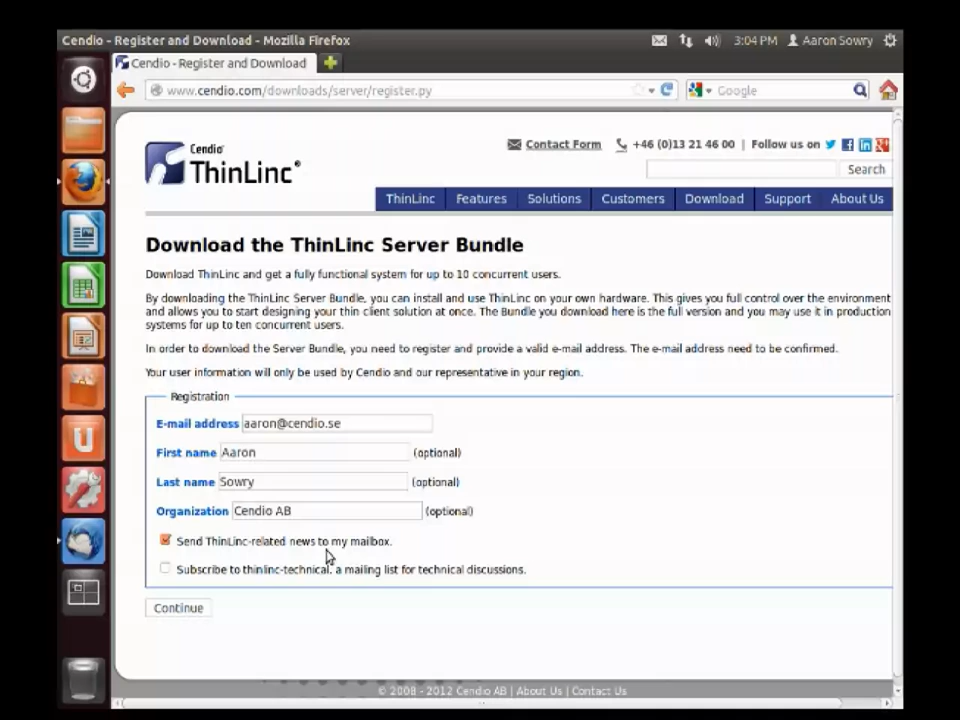 Cendio - Register and Download - Mozilla Firefox
3:04 PM Aaron Sowry
Cendio - Register and Download
www.cendio.com/downloads/server/register.py
Google
Cendio®
ThinLinc®
Contact Form +46 (0)13 21 46 00 | Follow us on
Search
ThinLinc Features Solutions Customers Download Support About Us
Download the ThinLinc Server Bundle
Download ThinLinc and get a fully functional system for up to 10 concurrent users.
By downloading the ThinLinc Server Bundle, you can install and use ThinLinc on your own hardware. This gives you full control over the environment
and allows you to start designing your thin client solution at once. The Bundle you download here is the full version and you may use it in production
systems for up to ten concurrent users.
In order to download the Server Bundle, you need to register and provide a valid e-mail address. The e-mail address need to be confirmed.
Your user information will only be used by Cendio and our representative in your region.
Registration
E-mail address aaron@cendio.se
First name Aaron (optional)
Last name Sowry (optional)
Organization Cendio AB (optional)
Send ThinLinc-related news to my mailbox.
Subscribe to thinlinc-technical, a mailing list for technical discussions.
Continue
© 2008 - 2012 Cendio AB | About Us | Contact Us